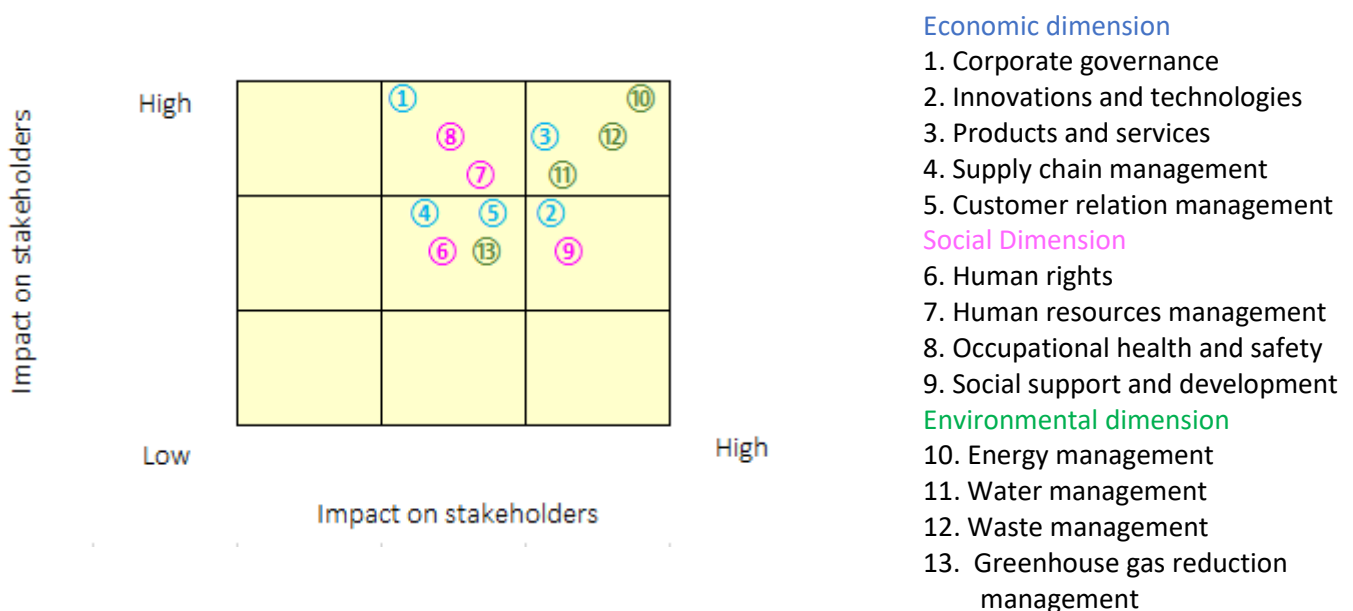 Impact on stakeholders
High
①
⑩
⑧
③
⑫
⑦
⑪
④
⑤
②
⑥
⑬
⑨
Low
High
Impact on stakeholders
Economic dimension
1. Corporate governance
2. Innovations and technologies
3. Products and services
4. Supply chain management
5. Customer relation management
Social Dimension
6. Human rights
7. Human resources management
8. Occupational health and safety
9. Social support and development
Environmental dimension
10. Energy management
11. Water management
12. Waste management
13. Greenhouse gas reduction
management